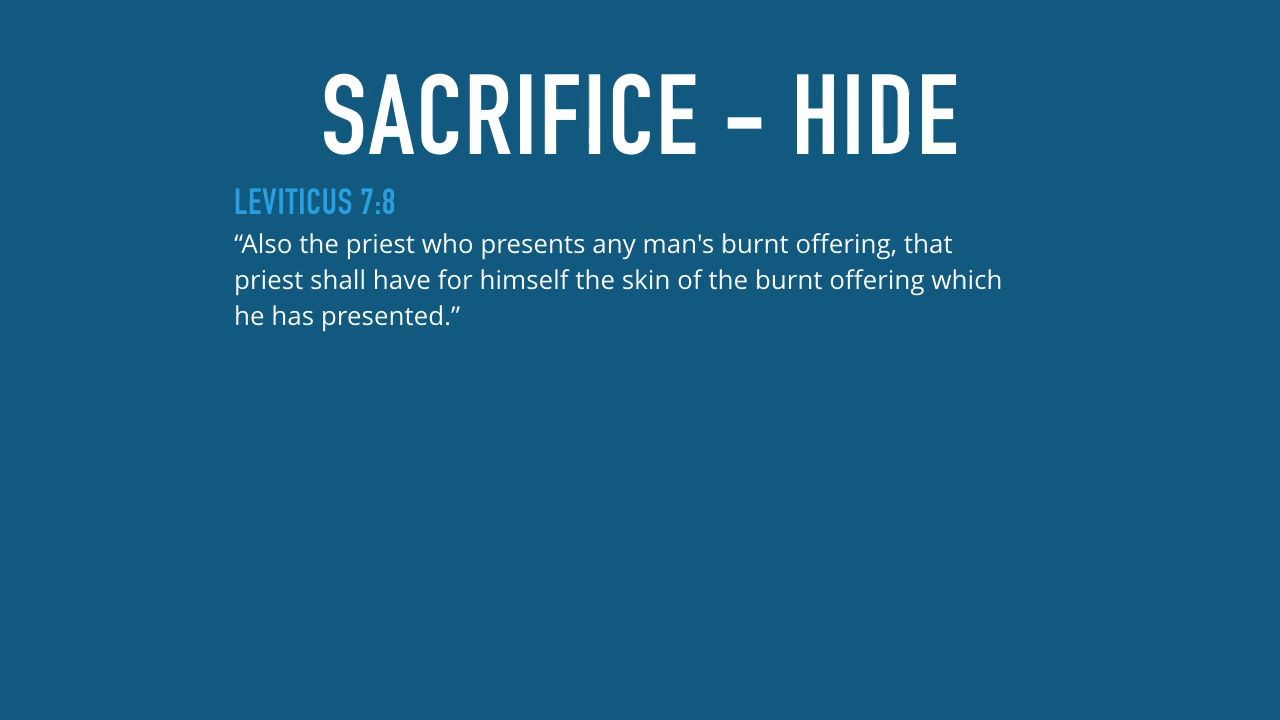 SACRIFICE – HIDE
LEVITICUS 7:8
“Also the priest who presents any man's burnt offering, that
priest shall have for himself the skin of the burnt offering which
he has presented.”